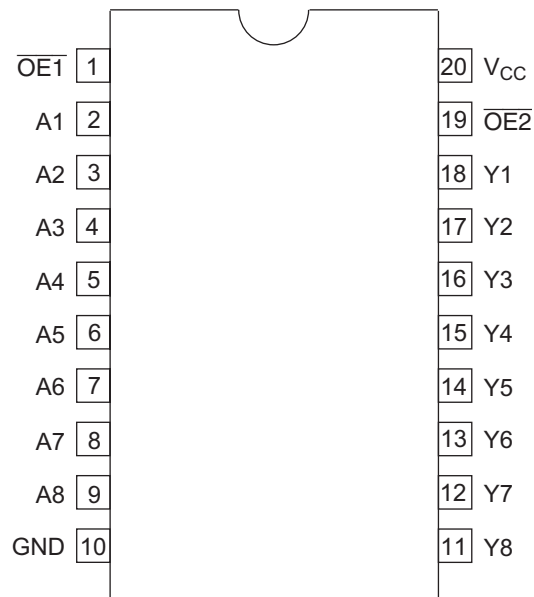 O̅E̅1̅ 1 20 VCC
A1 2 19 O̅E̅2̅
A2 3 18 Y1
A3 4 17 Y2
A4 5 16 Y3
A5 6 15 Y4
A6 7 14 Y5
A7 8 13 Y6
A8 9 12 Y7
GND 10 11 Y8